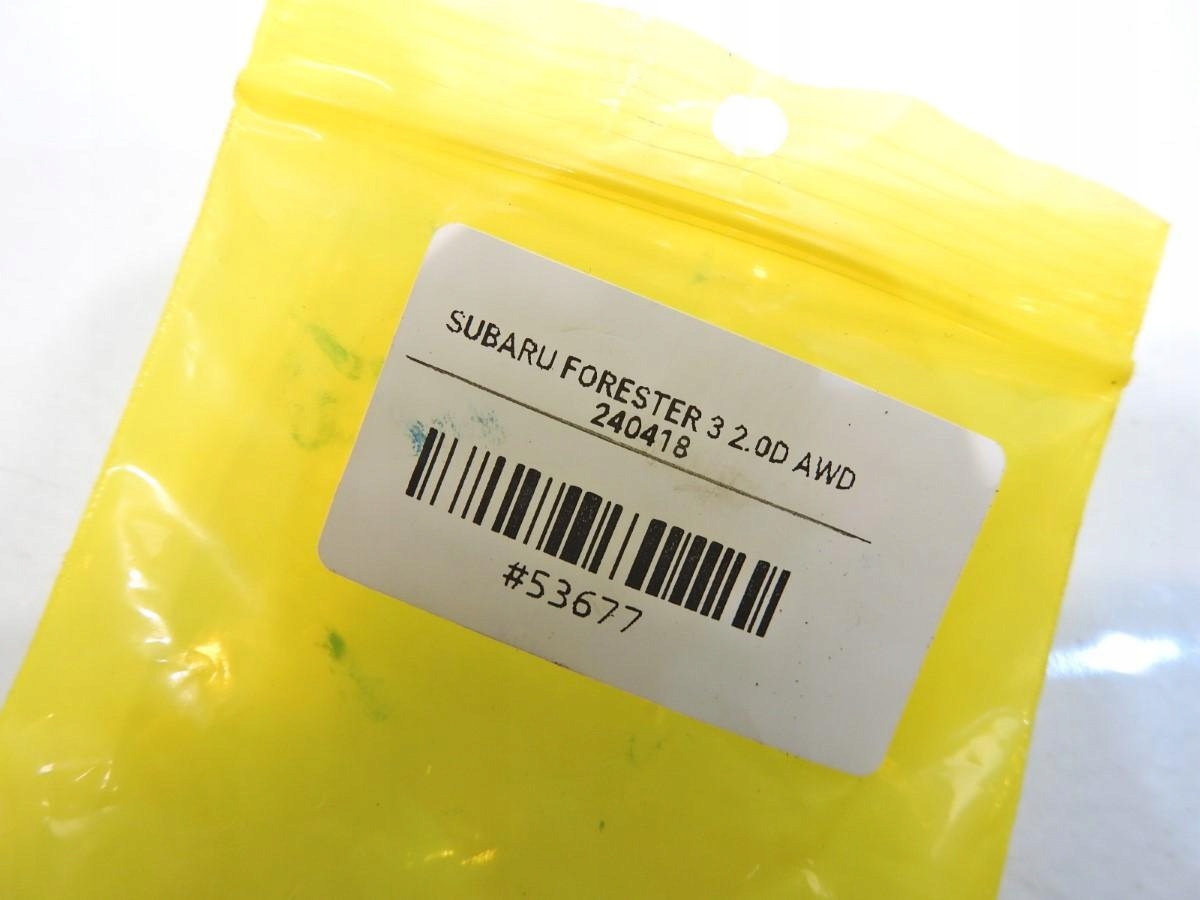 SUBARU FORESTER 3 2.0D AWD
240418
#53677